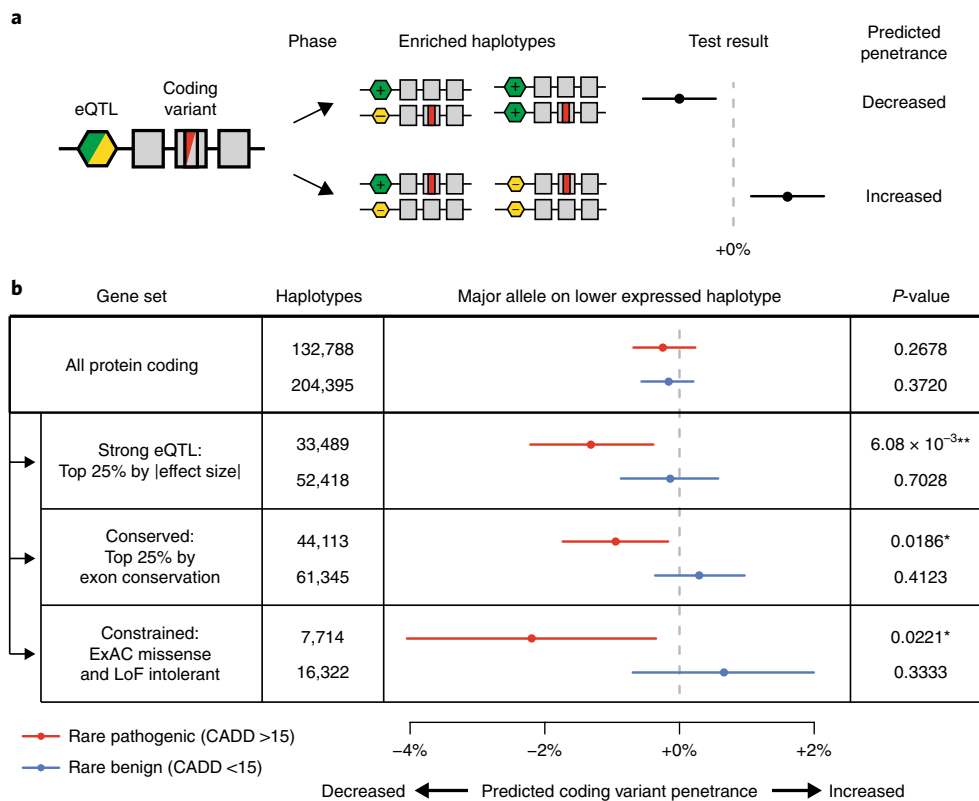 a
Phase
Enriched haplotypes
Test result
Predicted
penetrance
eQTL
Coding
variant
+
−
+
+
Decreased
+
−
−
−
Increased
+0%
b
Gene set
Haplotypes
Major allele on lower expressed haplotype
P-value
All protein coding
132,788
0.2678
204,395
0.3720
Strong eQTL:
Top 25% by |effect size|
33,489
6.08 × 10⁻³**
52,418
0.7028
Conserved:
Top 25% by
exon conservation
44,113
0.0186*
61,345
0.4123
Constrained:
ExAC missense
and LoF intolerant
7,714
0.0221*
16,322
0.3333
Rare pathogenic (CADD >15)
Rare benign (CADD <15)
−4%
−2%
+0%
+2%
Decreased
Predicted coding variant penetrance
Increased